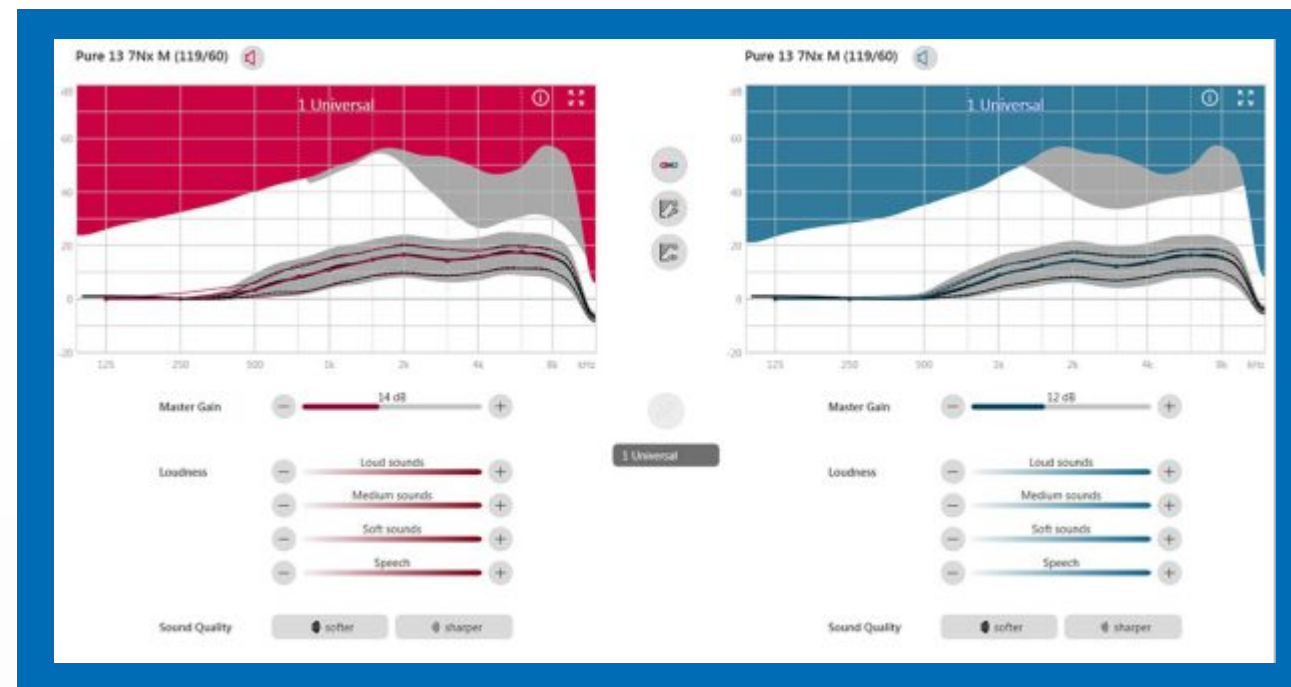 Pure 13 7Nx M (119/60)
1 Universal
dB
60
40
20
0
-20
125 250 500 1k 2k 4k 8k kHz
Master Gain
14 dB
Loudness
Loud sounds
Medium sounds
Soft sounds
Speech
Sound Quality
softer
sharper
1 Universal
Pure 13 7Nx M (119/60)
1 Universal
dB
60
40
20
0
-20
125 250 500 1k 2k 4k 8k kHz
Master Gain
12 dB
Loudness
Loud sounds
Medium sounds
Soft sounds
Speech
Sound Quality
softer
sharper